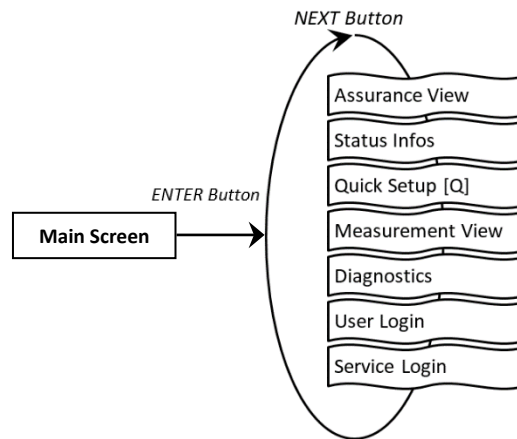 NEXT Button
Assurance View
Status Infos
Quick Setup [Q]
ENTER Button
Main Screen
Measurement View
Diagnostics
User Login
Service Login